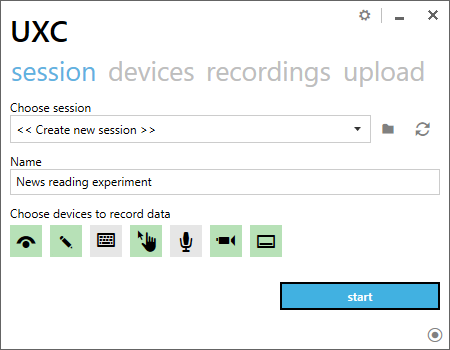 UXC
session devices recordings upload
Choose session
<< Create new session >>
Name
News reading experiment
Choose devices to record data
start